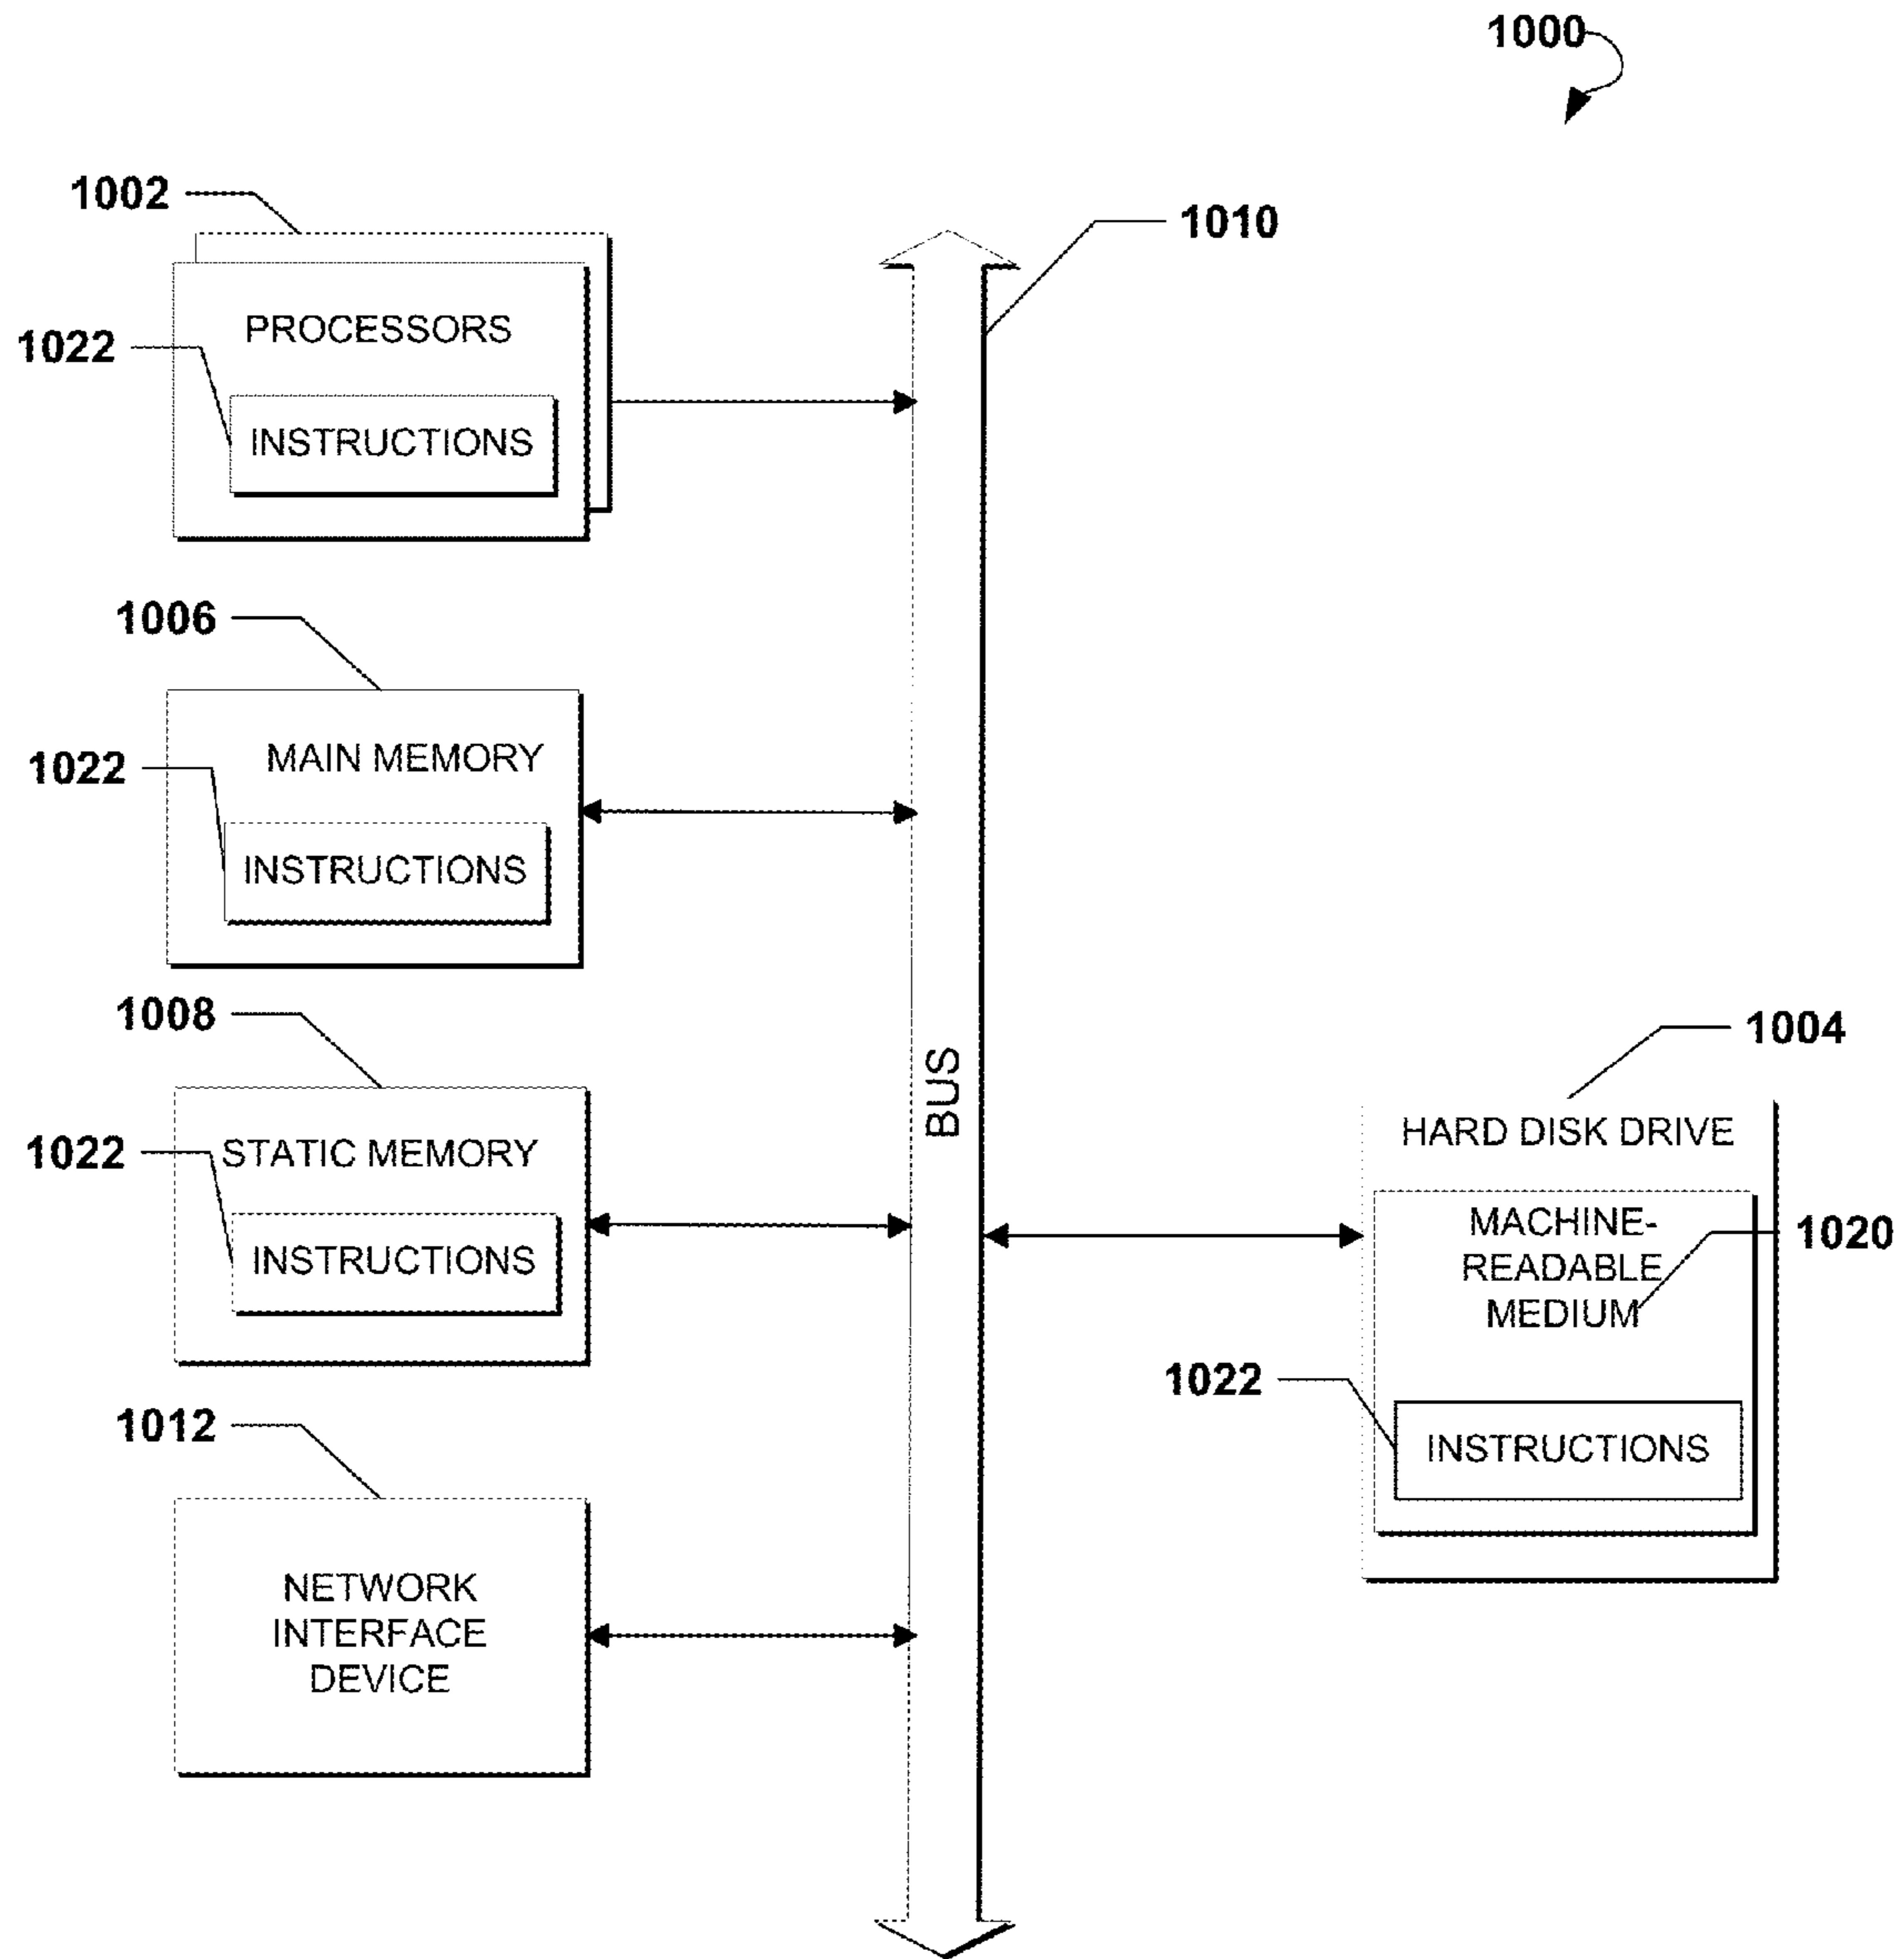 1000
1002
1010
PROCESSORS
1022
INSTRUCTIONS
1006
MAIN MEMORY
1022
INSTRUCTIONS
1008
STATIC MEMORY
1022
INSTRUCTIONS
BUS
1004
HARD DISK DRIVE
MACHINE-
READABLE
MEDIUM
1020
1022
INSTRUCTIONS
1012
NETWORK
INTERFACE
DEVICE